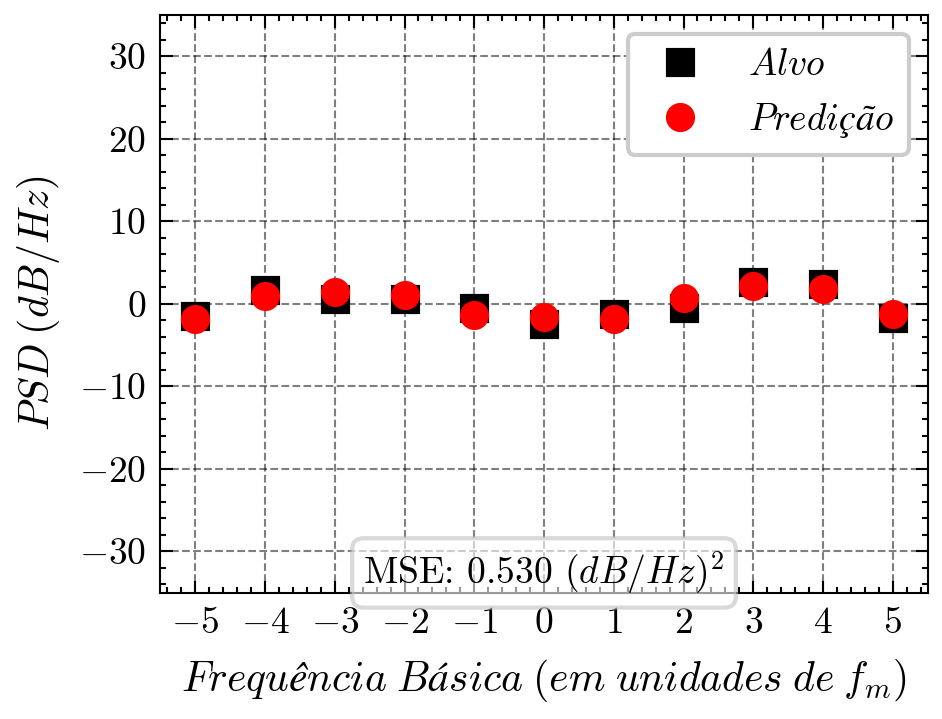 Alvo
Predição
PSD (dB/Hz)
30
20
10
0
−10
−20
−30
MSE: 0.530 (dB/Hz)²
−5 −4 −3 −2 −1 0 1 2 3 4 5
Frequência Básica (em unidades de fₘ)